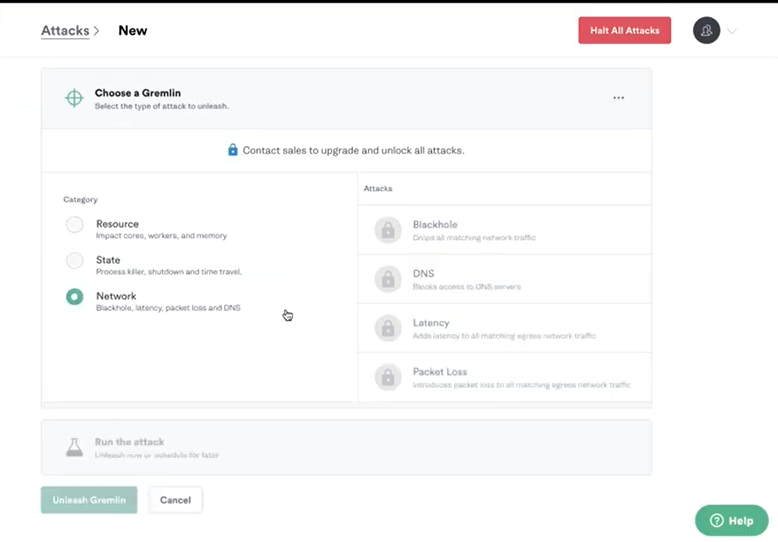 Attacks > New
Halt All Attacks
Choose a Gremlin
Select the type of attack to unleash.
Contact sales to upgrade and unlock all attacks.
Category
Resource
Impact cores, workers, and memory
State
Process killer, shutdown and time travel.
Network
Blackhole, latency, packet loss and DNS
Attacks
Blackhole
Drops all matching network traffic
DNS
Blocks access to DNS servers
Latency
Adds latency to all matching egress network traffic
Packet Loss
Introduces packet loss to all matching egress network traffic
Run the attack
Unleash now or schedule for later
Unleash Gremlin
Cancel
Help